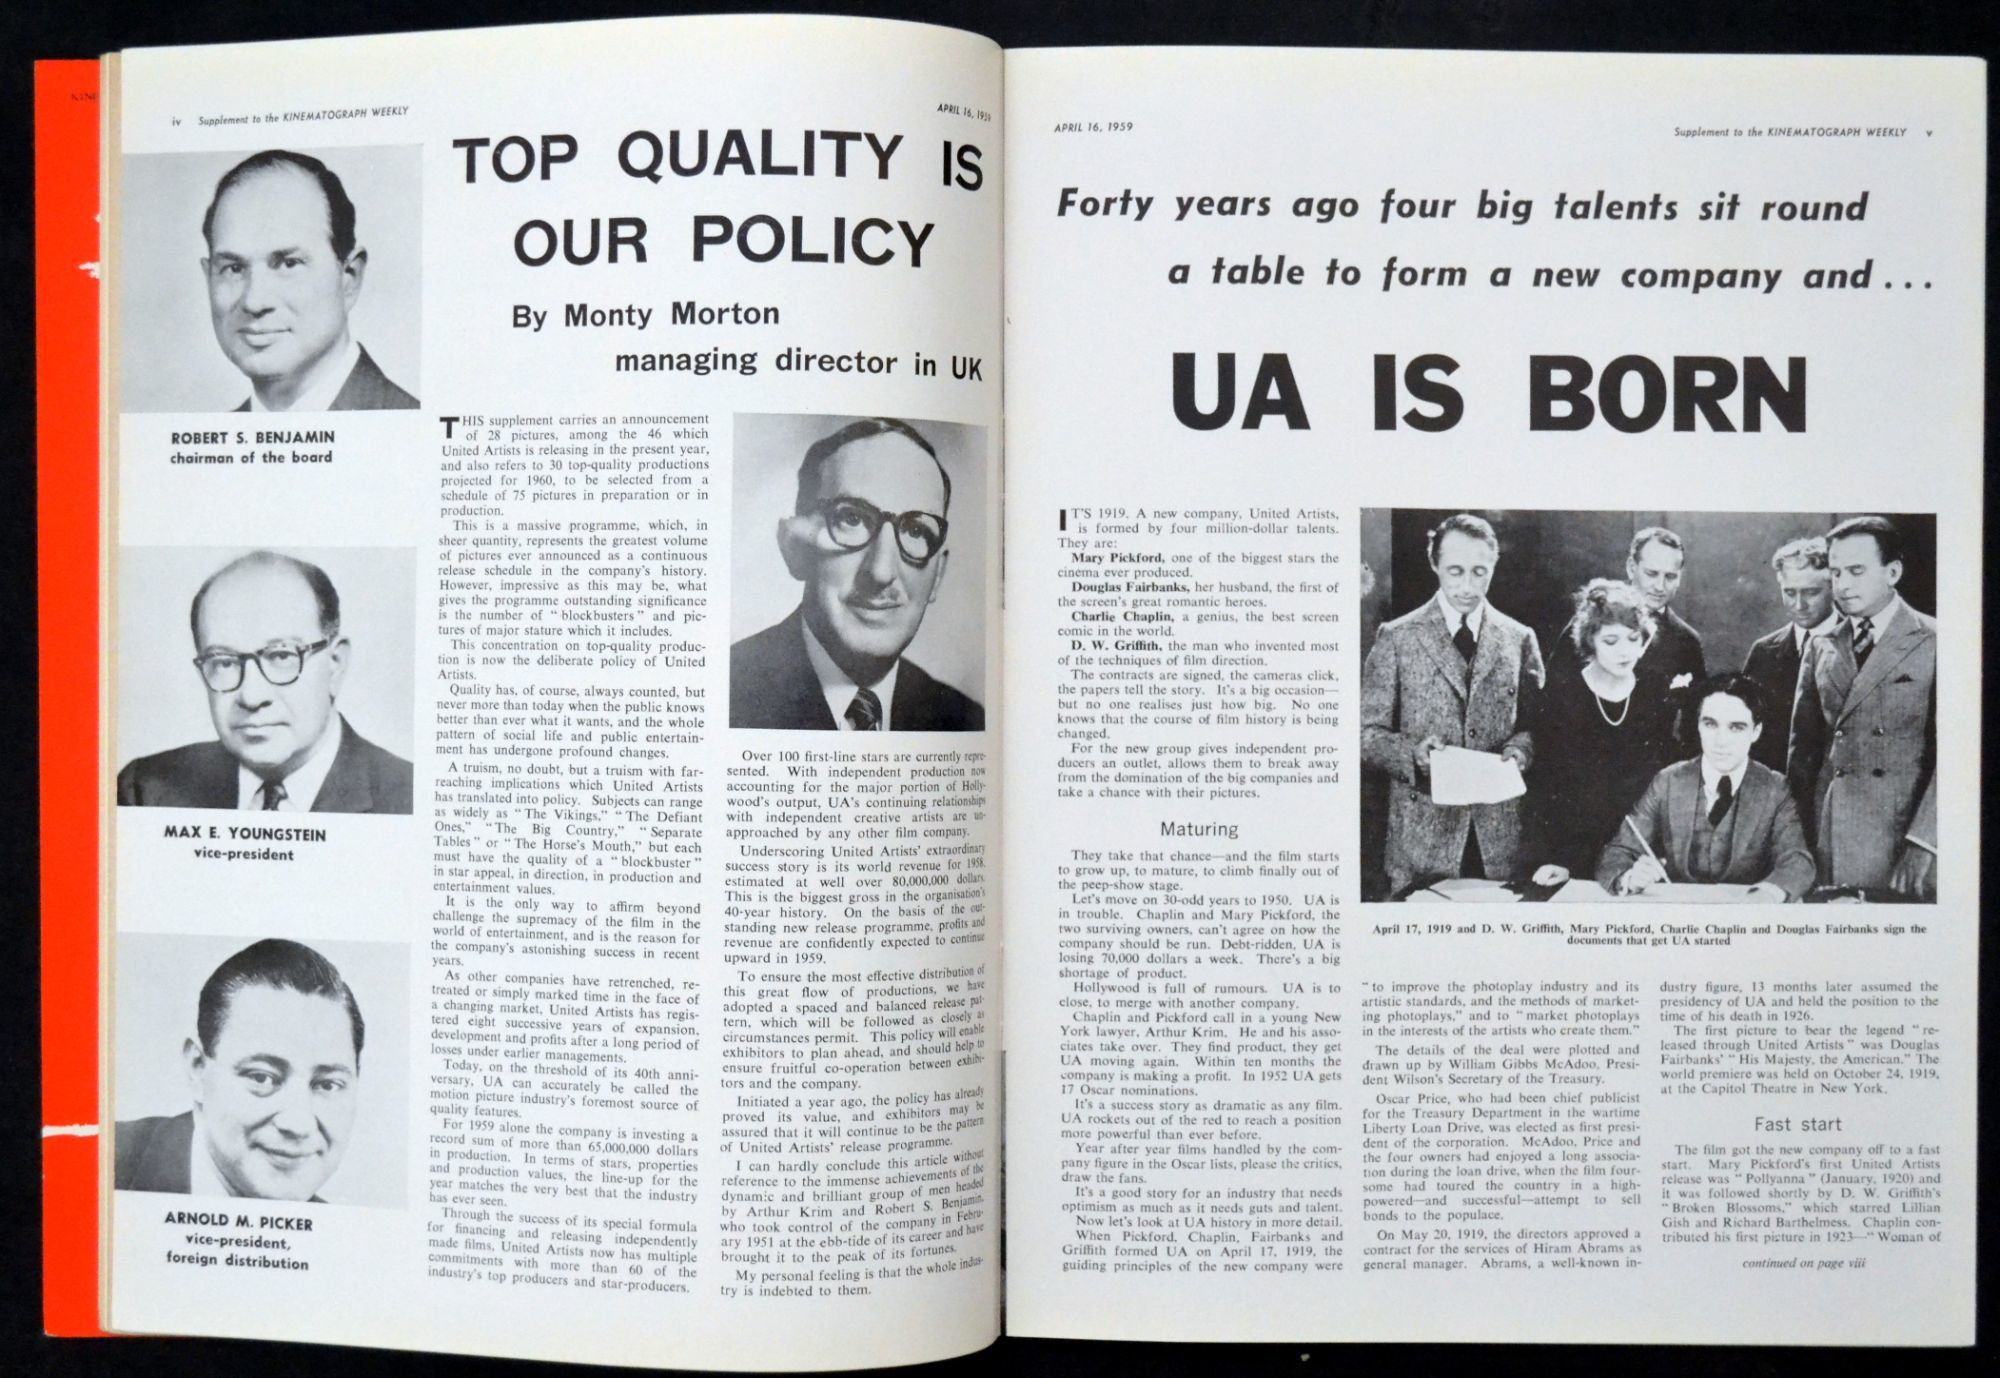 iv Supplement to the KINEMATOGRAPH WEEKLY
APRIL 16, 1959
TOP QUALITY IS
OUR POLICY
By Monty Morton
managing director in UK
ROBERT S. BENJAMIN
chairman of the board
MAX E. YOUNGSTEIN
vice-president
ARNOLD M. PICKER
vice-president,
foreign distribution
THIS supplement carries an announcement
of 28 pictures, among the 46 which
United Artists is releasing in the present year,
and also refers to 30 top-quality productions
projected for 1960, to be selected from a
schedule of 75 pictures in preparation or in
production.
This is a massive programme, which, in
sheer quantity, represents the greatest volume
of pictures ever announced as a continuous
release schedule in the company's history.
However, impressive as this may be, what
gives the programme outstanding significance
is the number of "blockbusters" and pic-
tures of major stature which it includes.
This concentration on top-quality produc-
tion is now the deliberate policy of United
Artists.
Quality has, of course, always counted, but
never more than today when the public knows
better than ever what it wants, and the whole
pattern of social life and public entertain-
ment has undergone profound changes.
A truism, no doubt, but a truism with far-
reaching implications which United Artists
has translated into policy. Subjects can range
as widely as "The Vikings," "The Defiant
Ones," "The Big Country," "Separate
Tables" or "The Horse's Mouth," but each
must have the quality of a "blockbuster"
in star appeal, in direction, in production and
entertainment values.
It is the only way to affirm beyond
challenge the supremacy of the film in the
world of entertainment, and is the reason for
the company's astonishing success in recent
years.
As other companies have retrenched, re-
treated or simply marked time in the face of
a changing market, United Artists has regis-
tered eight successive years of expansion,
development and profits after a long period of
losses under earlier managements.
Today, on the threshold of its 40th anni-
versary, UA can accurately be called the
motion picture industry's foremost source of
quality features.
For 1959 alone the company is investing a
record sum of more than 65,000,000 dollars
in production. In terms of stars, properties
and production values, the line-up for the
year matches the very best that the industry
has ever seen.
Through the success of its special formula
for financing and releasing independently
made films, United Artists now has multiple
commitments with more than 60 of the
industry's top producers and star-producers.
Over 100 first-line stars are currently repre-
sented. With independent production now
accounting for the major portion of Holly-
wood's output, UA's continuing relationships
with independent creative artists are un-
approached by any other film company.
Underscoring United Artists' extraordinary
success story is its world revenue for 1958,
estimated at well over 80,000,000 dollars.
This is the biggest gross in the organisation's
40-year history. On the basis of the out-
standing new release programme, profits and
revenue are confidently expected to continue
upward in 1959.
To ensure the most effective distribution of
this great flow of productions, we have
adopted a spaced and balanced release pat-
tern, which will be followed as closely as
circumstances permit. This policy will enable
exhibitors to plan ahead, and should help to
ensure fruitful co-operation between exhibi-
tors and the company.
Initiated a year ago, the policy has already
proved its value, and exhibitors may be
assured that it will continue to be the pattern
of United Artists' release programme.
I can hardly conclude this article without
reference to the immense achievements of the
dynamic and brilliant group of men headed
by Arthur Krim and Robert S. Benjamin,
who took control of the company in Febru-
ary 1951 at the ebb-tide of its career and have
brought it to the peak of its fortunes.
My personal feeling is that the whole indus-
try is indebted to them.
APRIL 16, 1959
Supplement to the KINEMATOGRAPH WEEKLY v
Forty years ago four big talents sit round
a table to form a new company and...
UA IS BORN
IT'S 1919. A new company, United Artists,
is formed by four million-dollar talents.
They are:
Mary Pickford, one of the biggest stars the
cinema ever produced.
Douglas Fairbanks, her husband, the first of
the screen's great romantic heroes.
Charlie Chaplin, a genius, the best screen
comic in the world.
D. W. Griffith, the man who invented most
of the techniques of film direction.
The contracts are signed, the cameras click,
the papers tell the story. It's a big occasion—
but no one realises just how big. No one
knows that the course of film history is being
changed.
For the new group gives independent pro-
ducers an outlet, allows them to break away
from the domination of the big companies and
take a chance with their pictures.
Maturing
They take that chance—and the film starts
to grow up, to mature, to climb finally out of
the peep-show stage.
Let's move on 30-odd years to 1950. UA is
in trouble. Chaplin and Mary Pickford, the
two surviving owners, can't agree on how the
company should be run. Debt-ridden, UA is
losing 70,000 dollars a week. There's a big
shortage of product.
Hollywood is full of rumours. UA is to
close, to merge with another company.
Chaplin and Pickford call in a young New
York lawyer, Arthur Krim. He and his asso-
ciates take over. They find product, they get
UA moving again. Within ten months the
company is making a profit. In 1952 UA gets
17 Oscar nominations.
It's a success story as dramatic as any film.
UA rockets out of the red to reach a position
more powerful than ever before.
Year after year films handled by the com-
pany figure in the Oscar lists, please the critics,
draw the fans.
It's a good story for an industry that needs
optimism as much as it needs guts and talent.
Now let's look at UA history in more detail.
When Pickford, Chaplin, Fairbanks and
Griffith formed UA on April 17, 1919, the
guiding principles of the new company were
April 17, 1919 and D. W. Griffith, Mary Pickford, Charlie Chaplin and Douglas Fairbanks sign the
documents that get UA started
"to improve the photoplay industry and its
artistic standards, and the methods of market-
ing photoplays," and to "market photoplays
in the interests of the artists who create them."
The details of the deal were plotted and
drawn up by William Gibbs McAdoo, Presi-
dent Wilson's Secretary of the Treasury.
Oscar Price, who had been chief publicist
for the Treasury Department in the wartime
Liberty Loan Drive, was elected as first presi-
dent of the corporation. McAdoo, Price and
the four owners had enjoyed a long associa-
tion during the loan drive, when the film four-
some had toured the country in a high-
powered—and successful—attempt to sell
bonds to the populace.
On May 20, 1919, the directors approved a
contract for the services of Hiram Abrams as
general manager. Abrams, a well-known in-
dustry figure, 13 months later assumed the
presidency of UA and held the position to the
time of his death in 1926.
The first picture to bear the legend "re-
leased through United Artists" was Douglas
Fairbanks' "His Majesty, the American." The
world premiere was held on October 24, 1919,
at the Capitol Theatre in New York.
Fast start
The film got the new company off to a fast
start. Mary Pickford's first United Artists
release was "Pollyanna" (January, 1920) and
it was followed shortly by D. W. Griffith's
"Broken Blossoms," which starred Lillian
Gish and Richard Barthelmess. Chaplin con-
tributed his first picture in 1923—"Woman of
continued on page viii